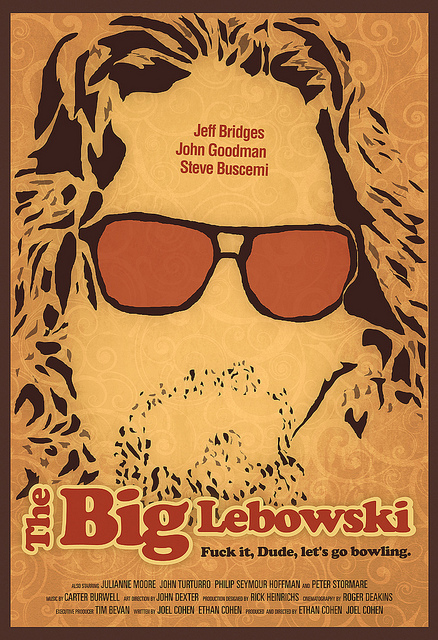 Jeff Bridges
John Goodman
Steve Buscemi
The Big Lebowski
Fuck it, Dude, let's go bowling.
ALSO STARRING JULIANNE MOORE JOHN TURTURRO PHILIP SEYMOUR HOFFMAN AND PETER STORMARE
MUSIC BY CARTER BURWELL ART DIRECTION BY JOHN DEXTER PRODUCTION DESIGNED BY RICK HEINRICHS CINEMATOGRAPHY BY ROGER DEAKINS
EXECUTIVE PRODUCER TIM BEVAN WRITTEN BY JOEL COHEN ETHAN COHEN PRODUCED AND DIRECTED BY ETHAN COHEN JOEL COHEN